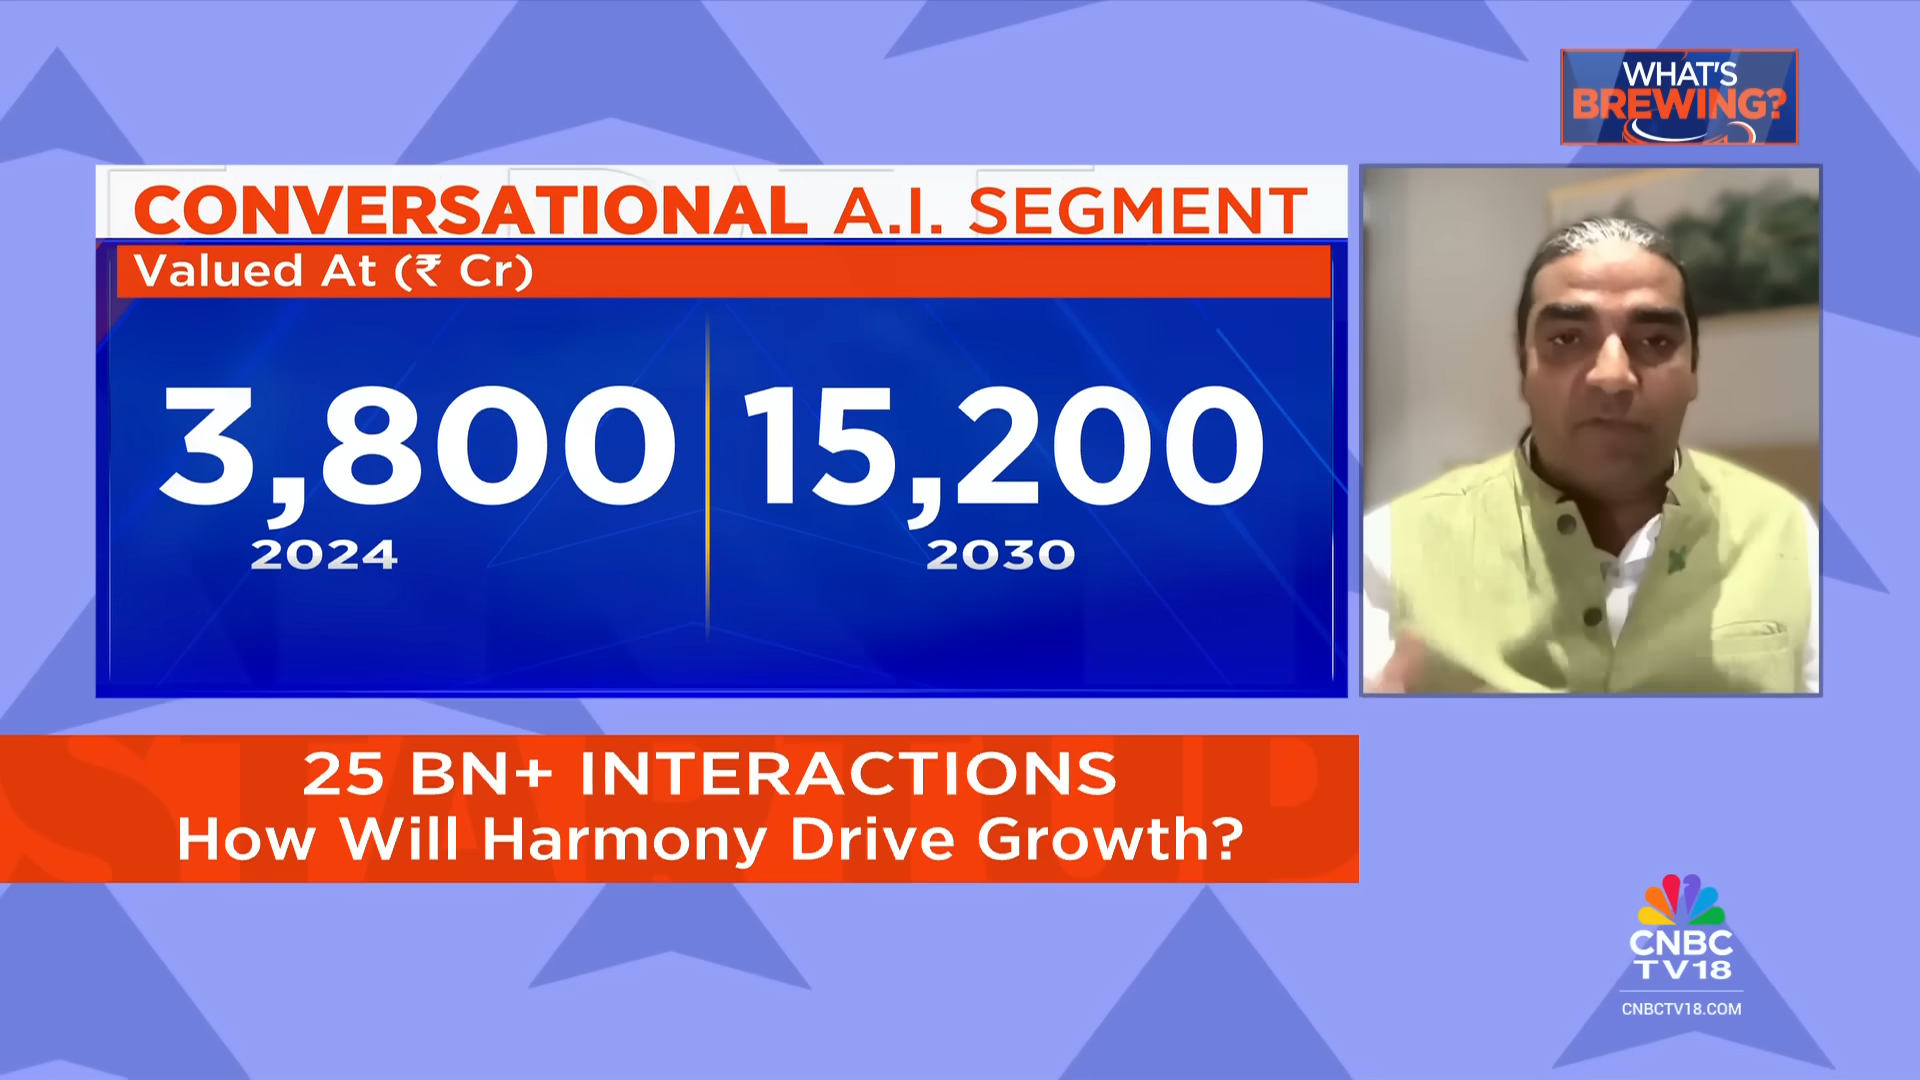 WHAT'S
BREWING?
CONVERSATIONAL A.I. SEGMENT
Valued At (₹ Cr)
3,800
2024
15,200
2030
25 BN+ INTERACTIONS
How Will Harmony Drive Growth?
CNBC
TV18
CNBCTV18.COM